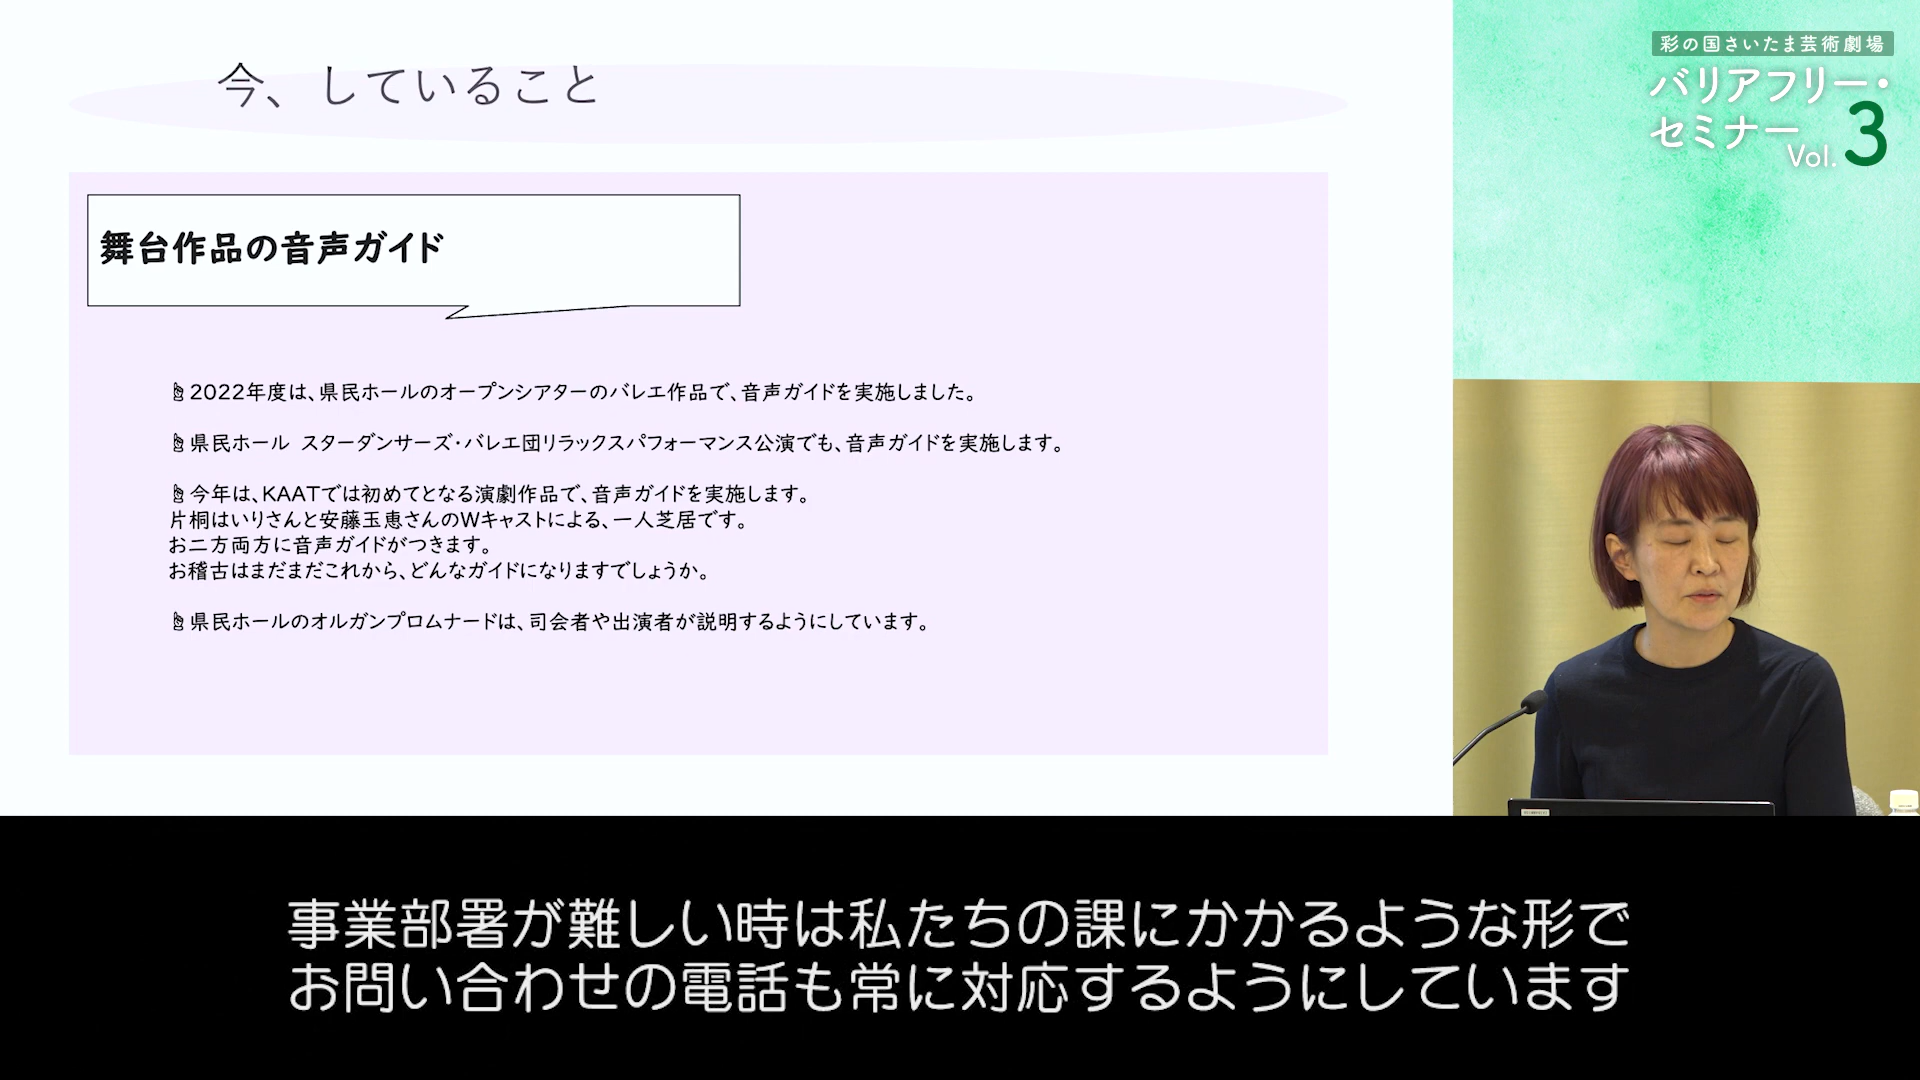 今、していること
舞台作品の音声ガイド
2022年度は、県民ホールのオープンシアターのバレエ作品で、音声ガイドを実施しました。
県民ホール スターダンサーズ・バレエ団リラックスパフォーマンス公演でも、音声ガイドを実施します。
今年は、KAATでは初めてとなる演劇作品で、音声ガイドを実施します。
片桐はいりさんと安藤玉恵さんのWキャストによる、一人芝居です。
お二方両方に音声ガイドがつきます。
お稽古はまだまだこれから、どんなガイドになりますでしょうか。
県民ホールのオルガンプロムナードは、司会者や出演者が説明するようにしています。
彩の国さいたま芸術劇場
バリアフリー・
セミナー
Vol.3
事業部署が難しい時は私たちの課にかかるような形で
お問い合わせの電話も常に対応するようにしています